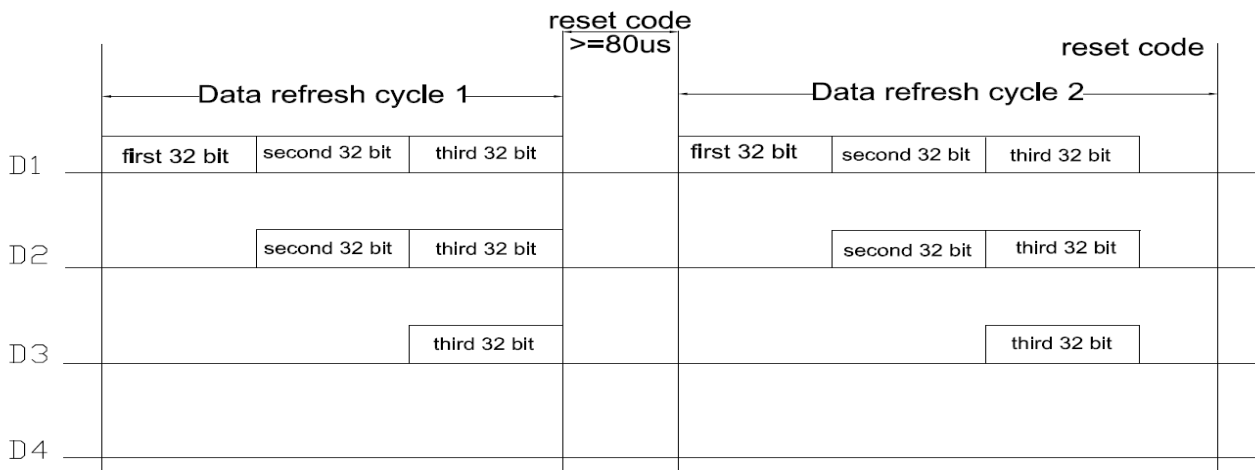 reset code
>=80us
reset code
Data refresh cycle 1
Data refresh cycle 2
D1
first 32 bit
second 32 bit
third 32 bit
first 32 bit
second 32 bit
third 32 bit
D2
second 32 bit
third 32 bit
second 32 bit
third 32 bit
D3
third 32 bit
third 32 bit
D4